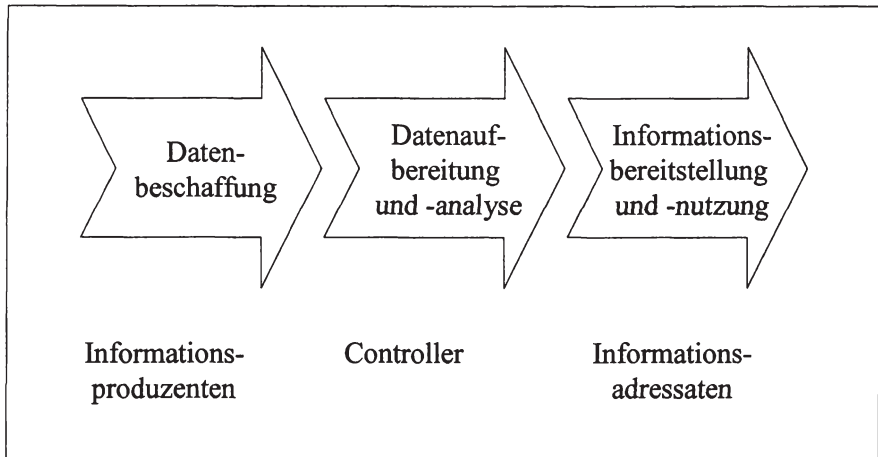 Daten-
beschaffung
Datenauf-
bereitung
und -analyse
Informations-
bereitstellung
und -nutzung
Informations-
produzenten
Controller
Informations-
adressaten